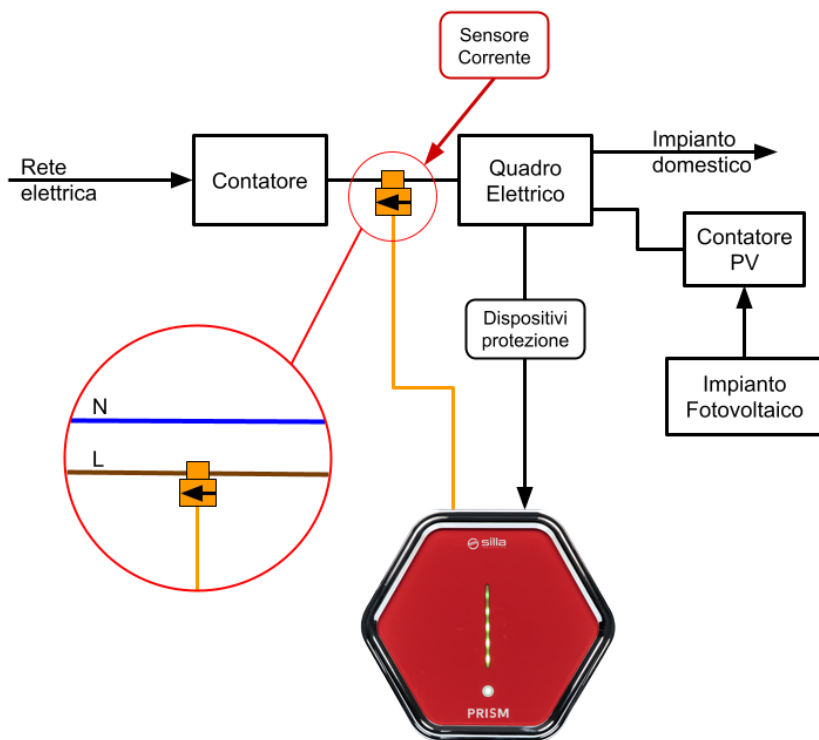 Sensore
Corrente
Rete
elettrica
Contatore
Quadro
Elettrico
Impianto
domestico
Contatore
PV
Dispositivi
protezione
Impianto
Fotovoltaico
N
L
silla
PRISM